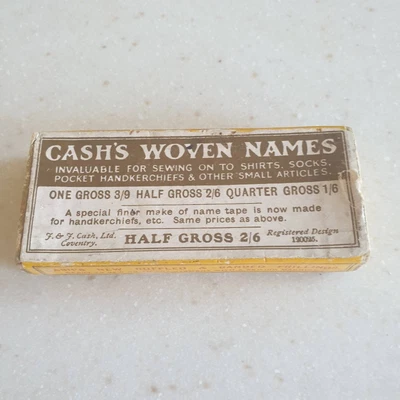 CASH'S WOVEN NAMES
INVALUABLE FOR SEWING ON TO SHIRTS, SOCKS,
POCKET HANDKERCHIEFS & OTHER SMALL ARTICLES.
ONE GROSS 3/9 HALF GROSS 2/6 QUARTER GROSS 1/6
A special finer make of name tape is now made
for handkerchiefs, etc. Same prices as above.
J. & J. Cash, Ltd. Coventry.
HALF GROSS 2/6
Registered Design